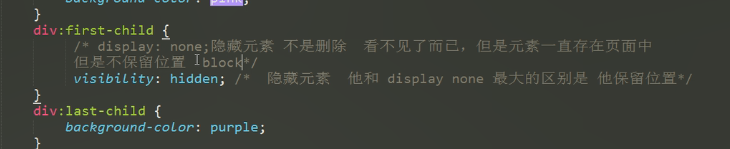 background-color: pink;
}
div:first-child {
/* display: none;隐藏元素 不是删除 看不见了而已，但是元素一直存在页面中
但是不保留位置 block*/
visibility: hidden; /* 隐藏元素 他和 display none 最大的区别是 他保留位置*/
}
div:last-child {
background-color: purple;
}